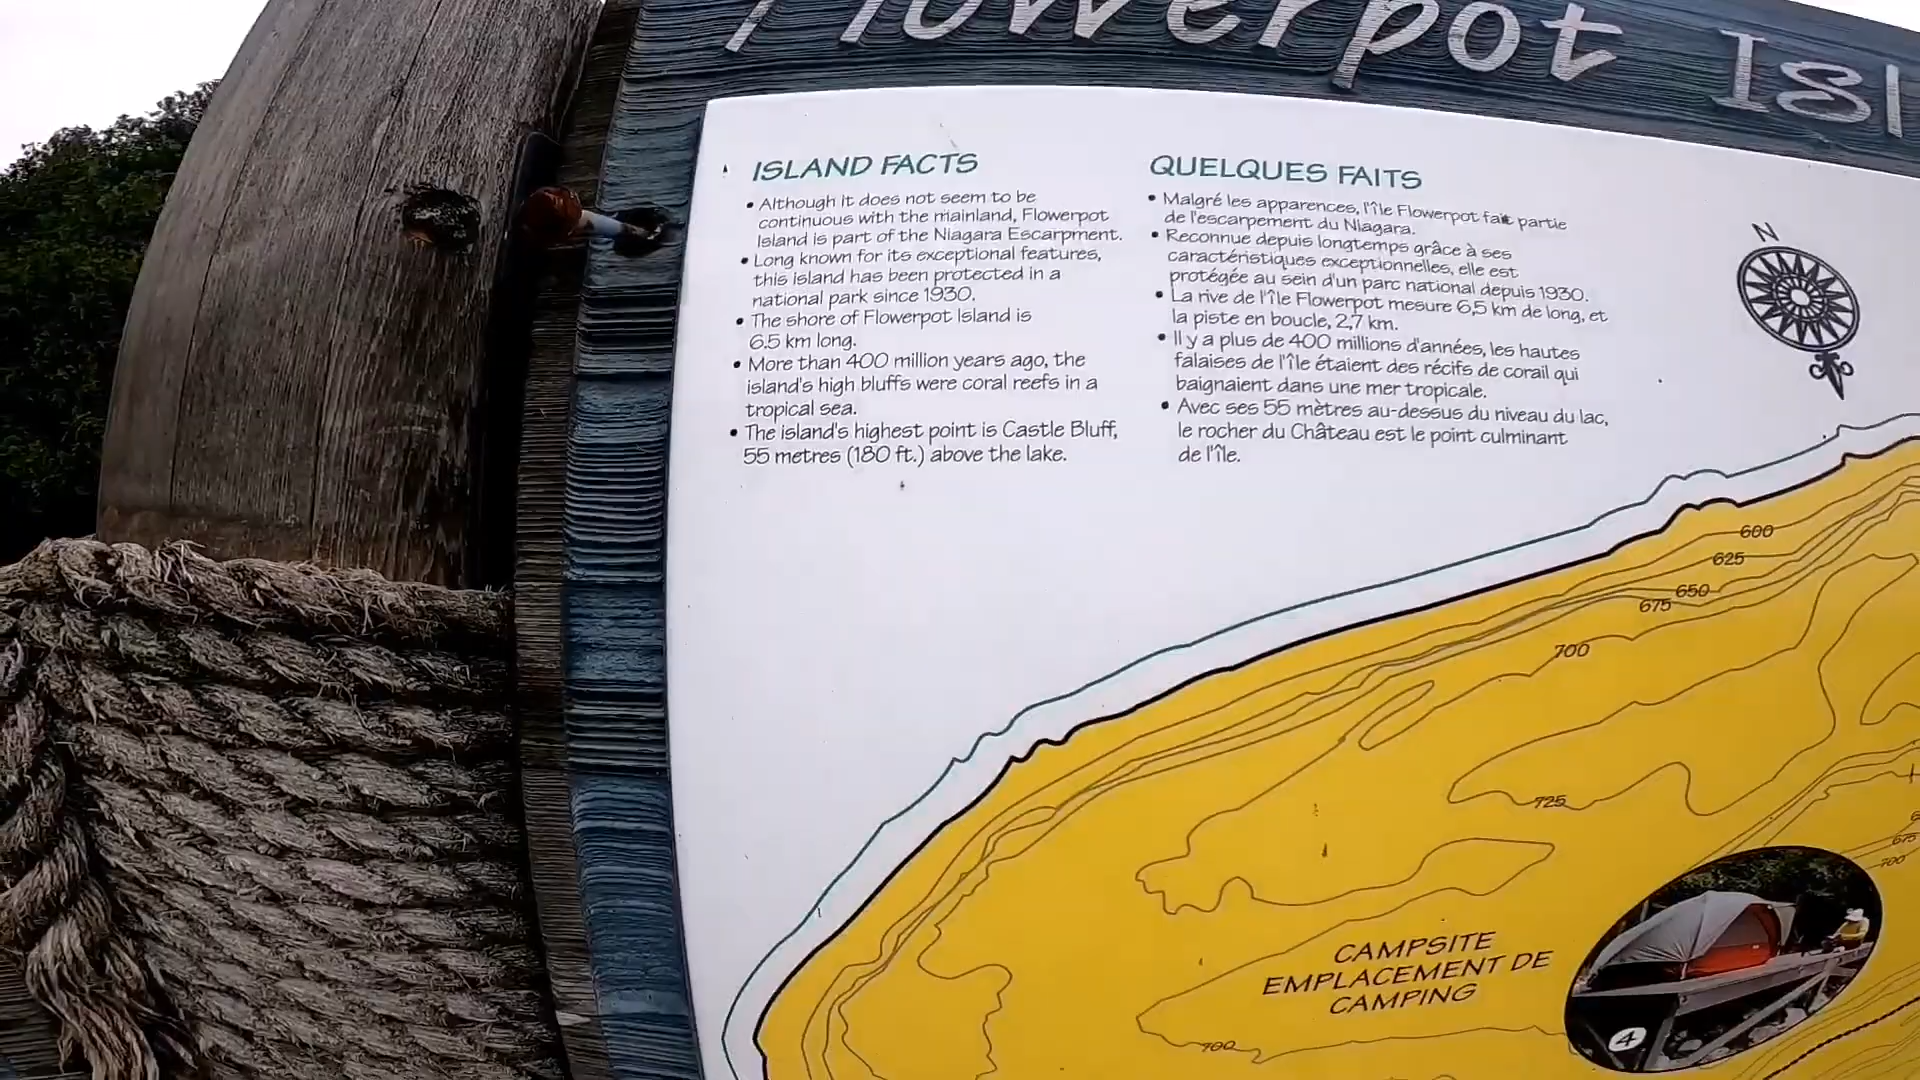 Flowerpot Isl
ISLAND FACTS
• Although it does not seem to be
continuous with the mainland, Flowerpot
Island is part of the Niagara Escarpment.
• Long known for its exceptional features,
this island has been protected in a
national park since 1930.
• The shore of Flowerpot Island is
6.5 km long.
• More than 400 million years ago, the
island's high bluffs were coral reefs in a
tropical sea.
• The island's highest point is Castle Bluff,
55 metres (180 ft.) above the lake.
QUELQUES FAITS
• Malgré les apparences, l'île Flowerpot fait partie
de l'escarpement du Niagara.
• Reconnue depuis longtemps grâce à ses
caractéristiques exceptionnelles, elle est
protégée au sein d'un parc national depuis 1930.
• La rive de l'île Flowerpot mesure 6,5 km de long, et
la piste en boucle, 2,7 km.
• Il y a plus de 400 millions d'années, les hautes
falaises de l'île étaient des récifs de corail qui
baignaient dans une mer tropicale.
• Avec ses 55 mètres au-dessus du niveau du lac,
le rocher du Château est le point culminant
de l'île.
N
600
625
650
675
700
725
675
700
CAMPSITE
EMPLACEMENT DE
CAMPING
4
700